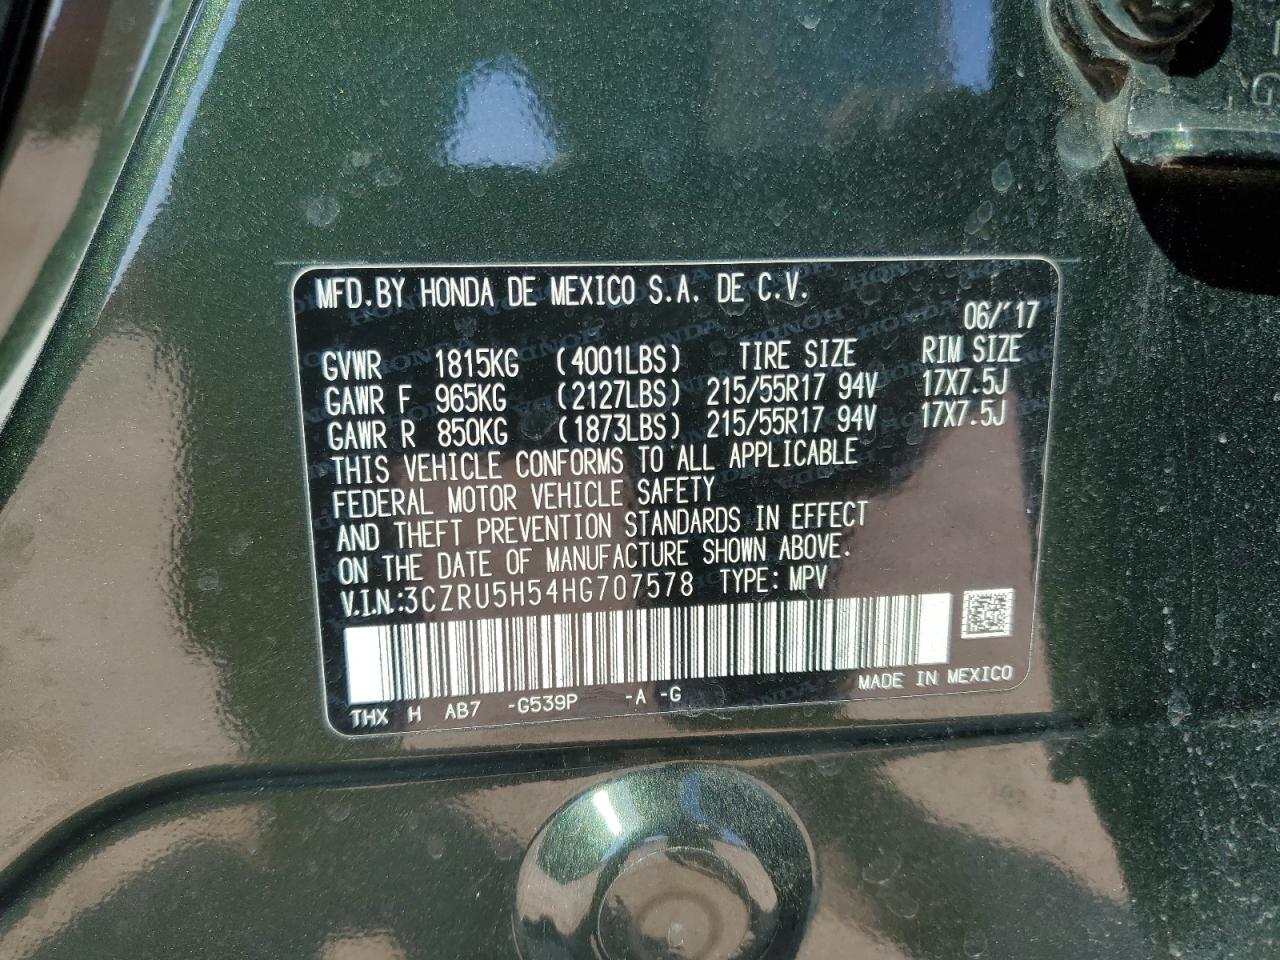 MFD.BY HONDA DE MEXICO S.A. DE C.V.
06/'17
GVWR 1815KG (4001LBS) TIRE SIZE RIM SIZE
GAWR F 965KG (2127LBS) 215/55R17 94V 17X7.5J
GAWR R 850KG (1873LBS) 215/55R17 94V 17X7.5J
THIS VEHICLE CONFORMS TO ALL APPLICABLE
FEDERAL MOTOR VEHICLE SAFETY
AND THEFT PREVENTION STANDARDS IN EFFECT
ON THE DATE OF MANUFACTURE SHOWN ABOVE.
V.I.N.:3CZRU5H54HG707578 TYPE: MPV
MADE IN MEXICO
THX H AB7 -G539P -A -G